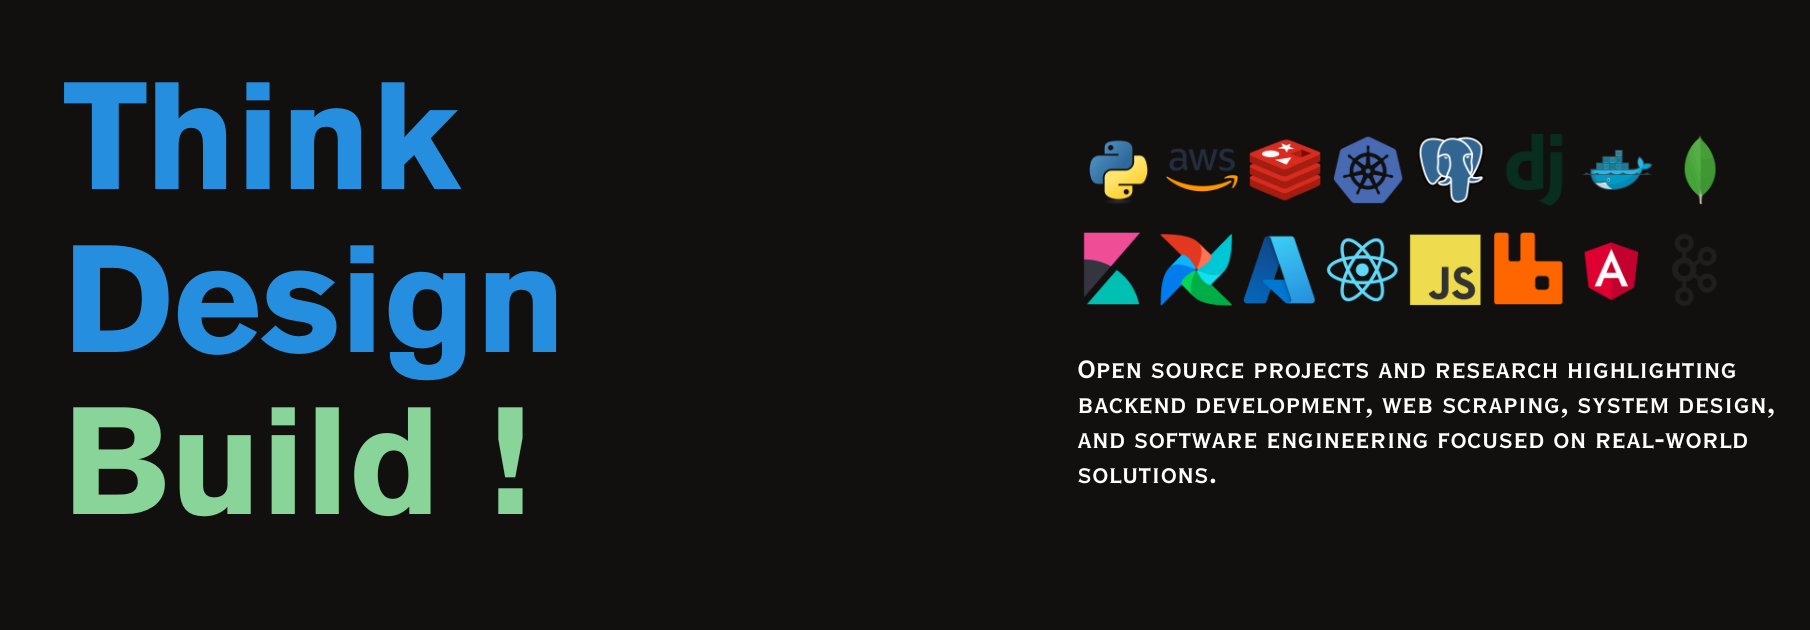 Think
Design
Build !
aws
dj
JS
A
Open source projects and research highlighting
backend development, web scraping, system design,
and software engineering focused on real-world
solutions.